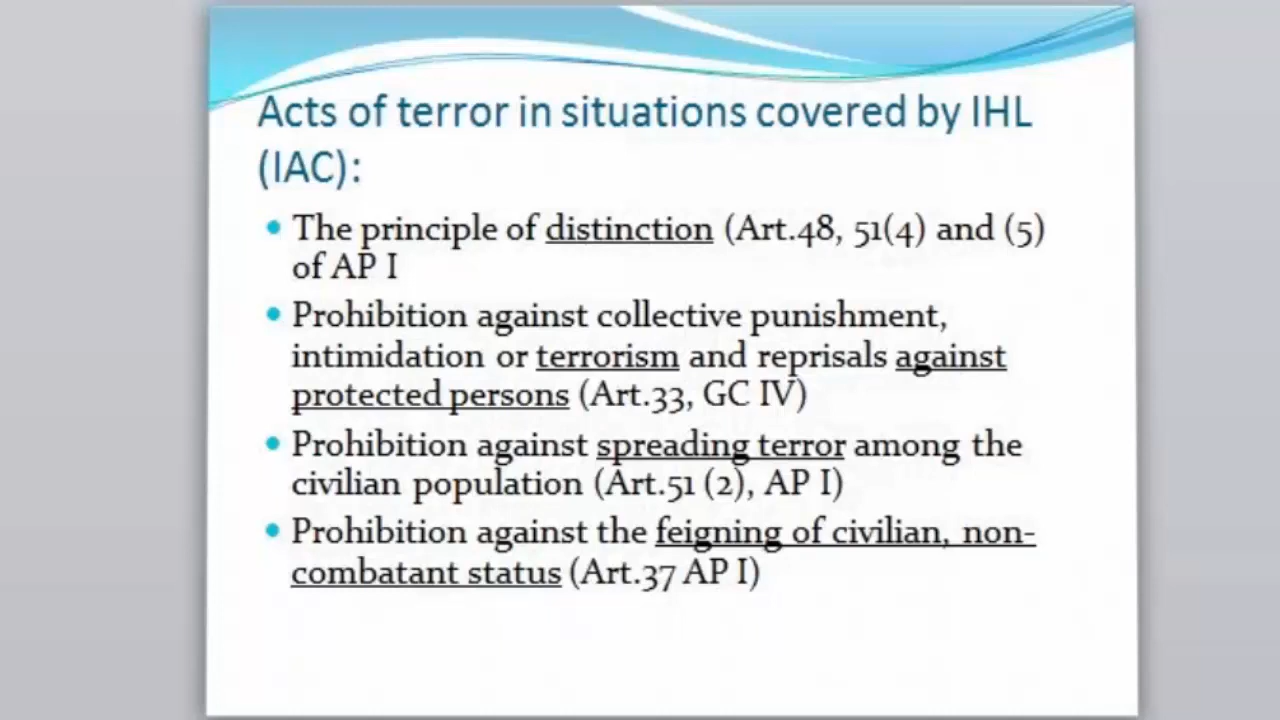 Acts of terror in situations covered by IHL
(IAC):
• The principle of distinction (Art.48, 51(4) and (5)
of AP I
• Prohibition against collective punishment,
intimidation or terrorism and reprisals against
protected persons (Art.33, GC IV)
• Prohibition against spreading terror among the
civilian population (Art.51 (2), AP I)
• Prohibition against the feigning of civilian, non-
combatant status (Art.37 AP I)